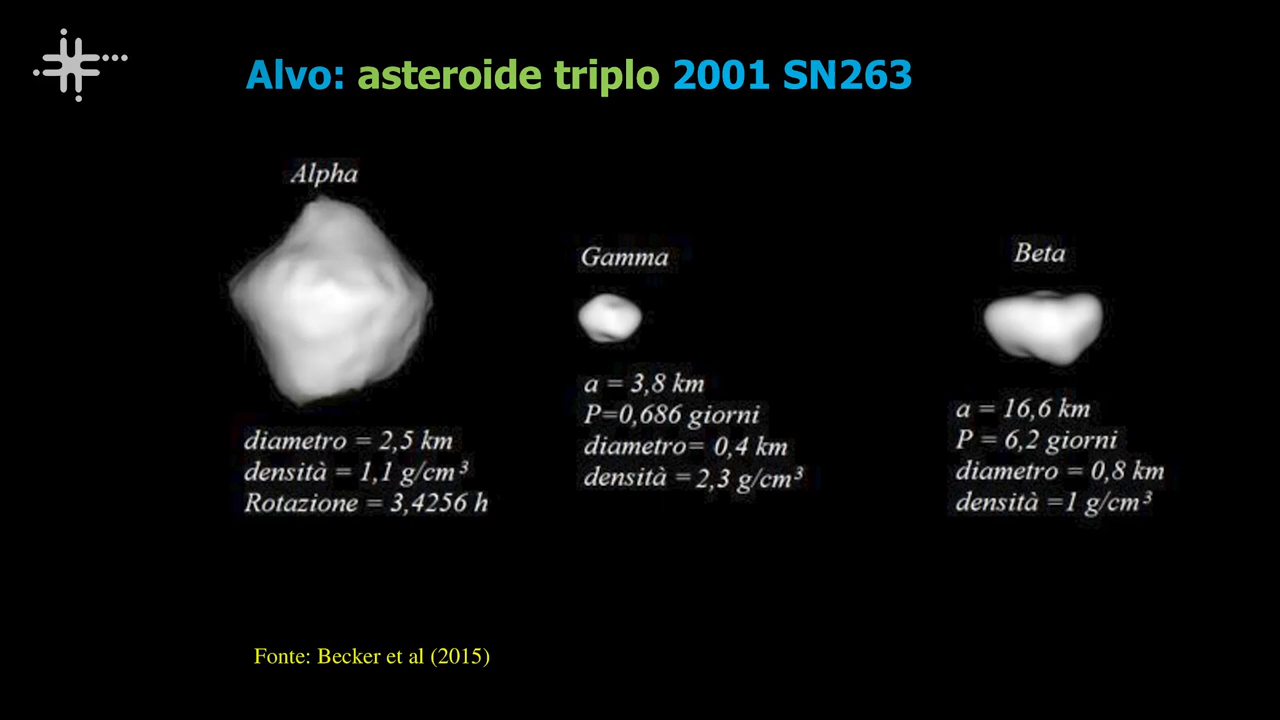 Alvo: asteroide triplo 2001 SN263
Alpha
diametro = 2,5 km
densità = 1,1 g/cm³
Rotazione = 3,4256 h
Gamma
a = 3,8 km
P=0,686 giorni
diametro= 0,4 km
densità = 2,3 g/cm³
Beta
a = 16,6 km
P = 6,2 giorni
diametro = 0,8 km
densità =1 g/cm³
Fonte: Becker et al (2015)